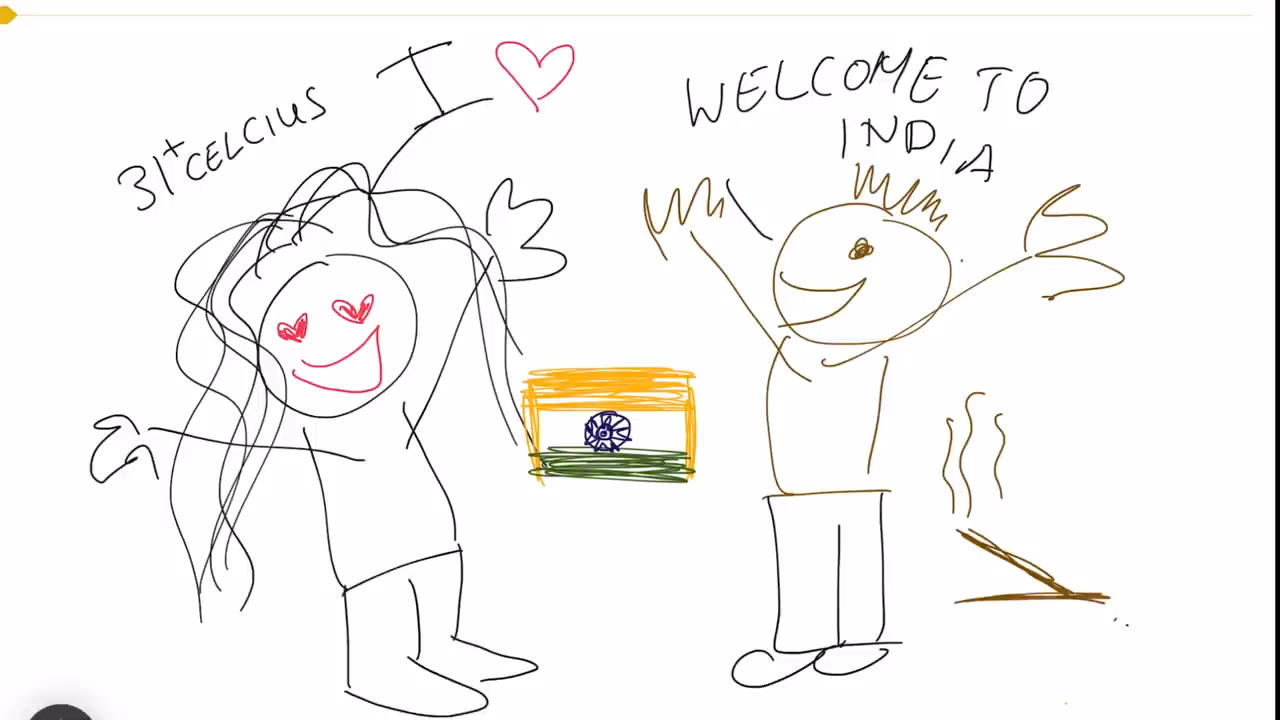 31+ CELCIUS
I ♥
WELCOME TO
INDIA